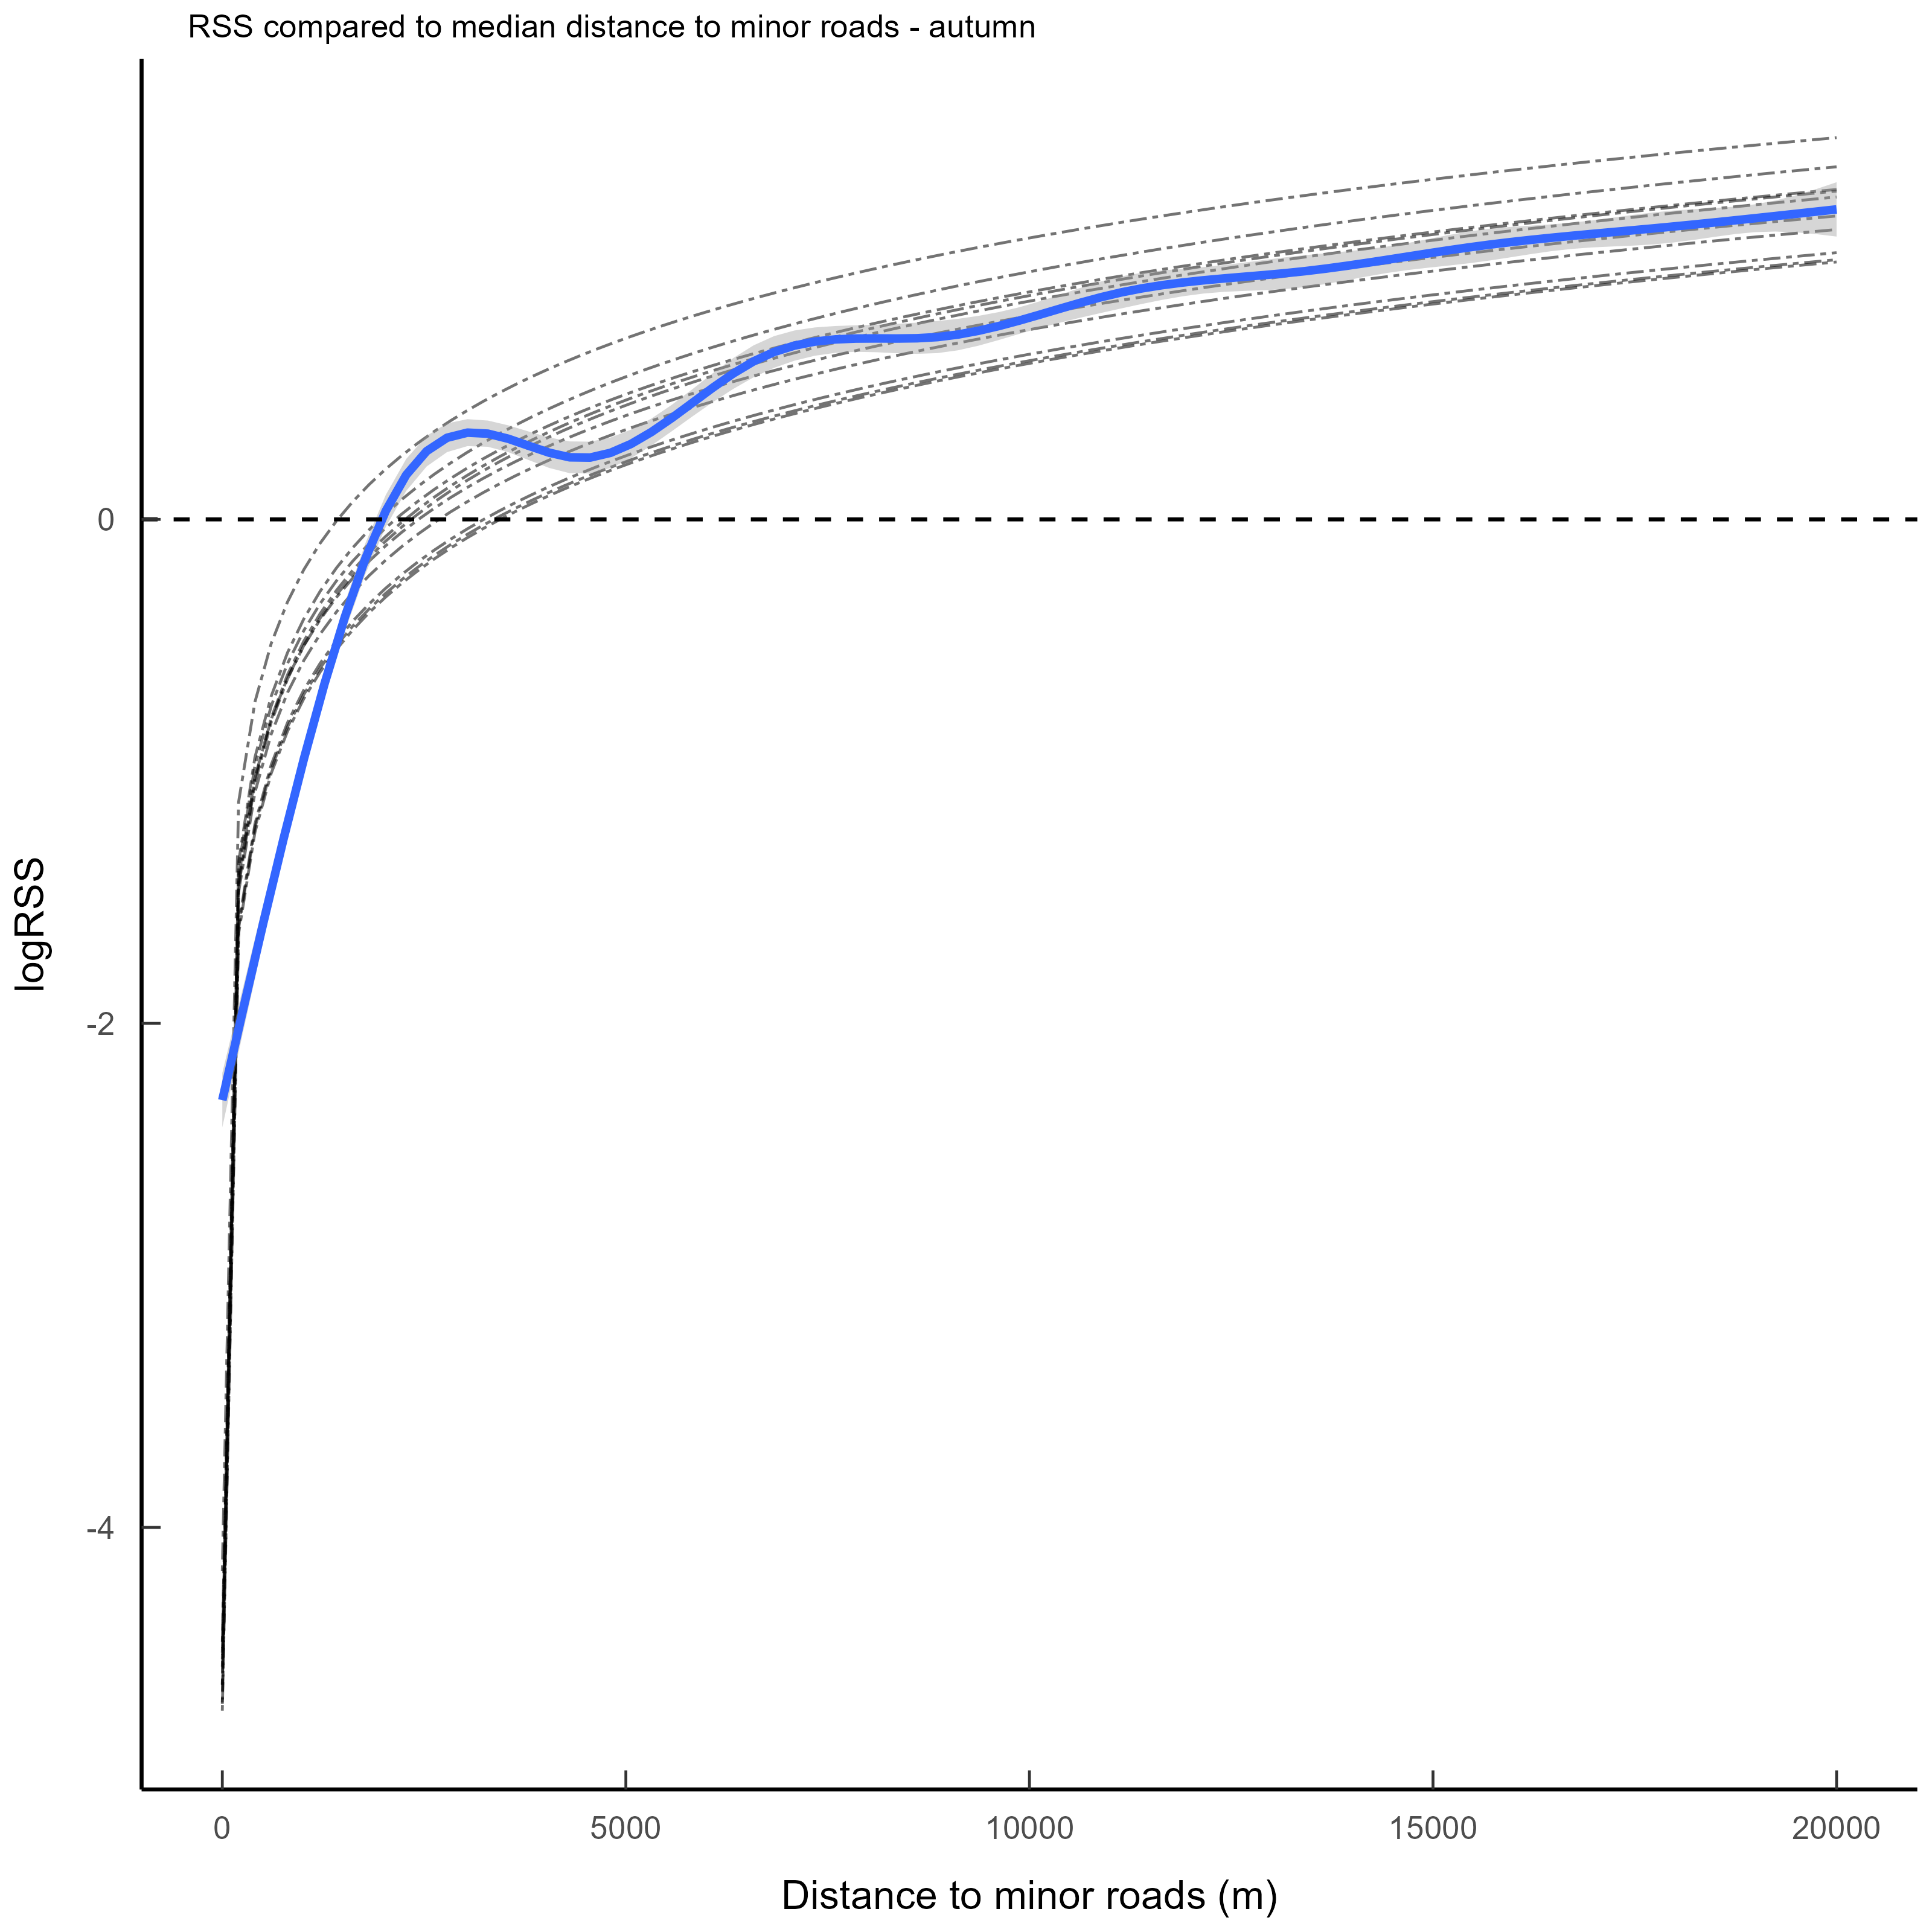 RSS compared to median distance to minor roads - autumn
logRSS
0
-2
-4
0 5000 10000 15000 20000
Distance to minor roads (m)